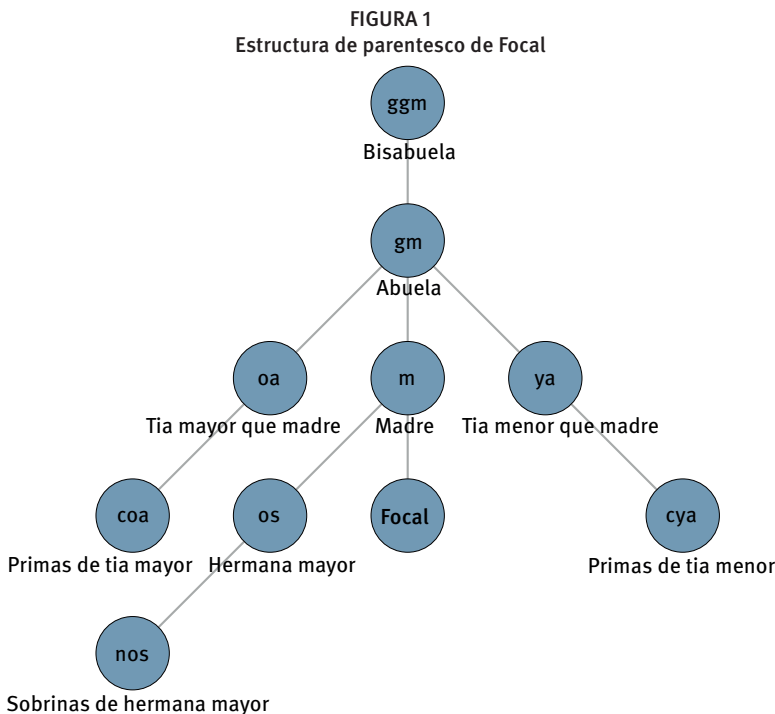 FIGURA 1
Estructura de parentesco de Focal
ggm
Bisabuela
gm
Abuela
oa
m
ya
Tia mayor que madre
Madre
Tia menor que madre
coa
os
Focal
cya
Primas de tia mayor
Hermana mayor
Primas de tia menor
nos
Sobrinas de hermana mayor